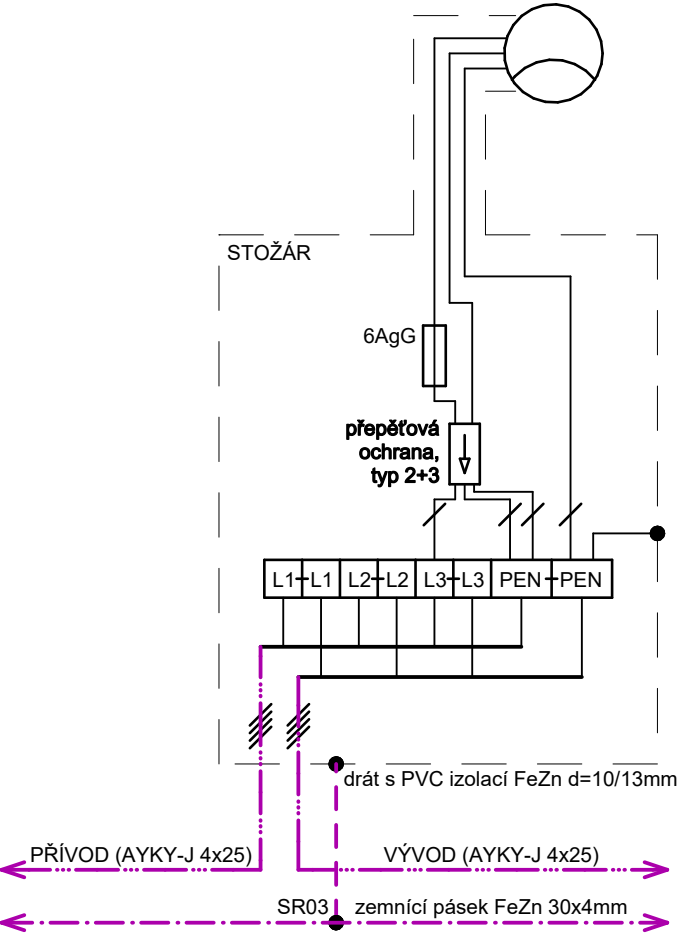 STOŽÁR
6AgG
přepěťová
ochrana,
typ 2+3
L1 L1 L2 L2 L3 L3 PEN PEN
drát s PVC izolací FeZn d=10/13mm
PŘÍVOD (AYKY-J 4x25) VÝVOD (AYKY-J 4x25)
SR03 zemnící pásek FeZn 30x4mm